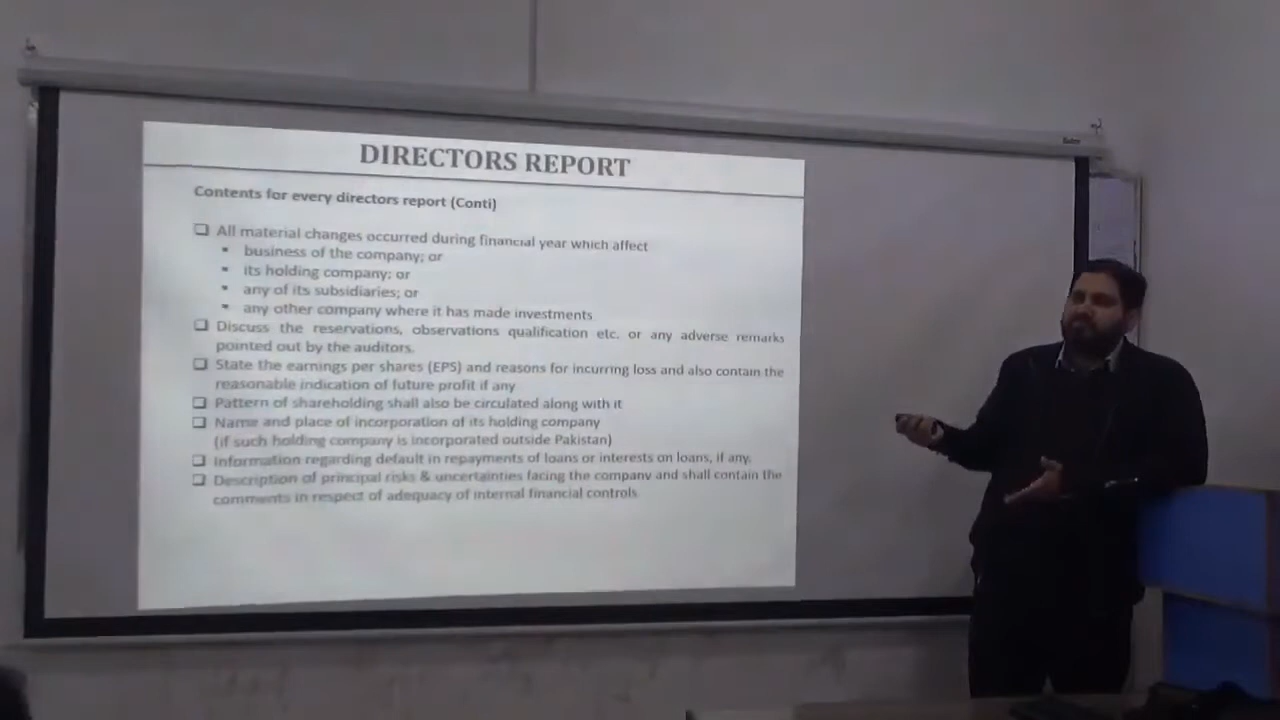 DIRECTORS REPORT
Contents for every directors report (Conti)
❑ All material changes occurred during financial year which affect
▪ business of the company; or
▪ its holding company; or
▪ any of its subsidiaries; or
▪ any other company where it has made investments
❑ Discuss the reservations, observations qualification etc. or any adverse remarks
pointed out by the auditors.
❑ State the earnings per shares (EPS) and reasons for incurring loss and also contain the
reasonable indication of future profit if any
❑ Pattern of shareholding shall also be circulated along with it
❑ Name and place of incorporation of its holding company
(if such holding company is incorporated outside Pakistan)
❑ Information regarding default in repayments of loans or interests on loans, if any.
❑ Description of principal risks & uncertainties facing the company and shall contain the
comments in respect of adequacy of internal financial controls